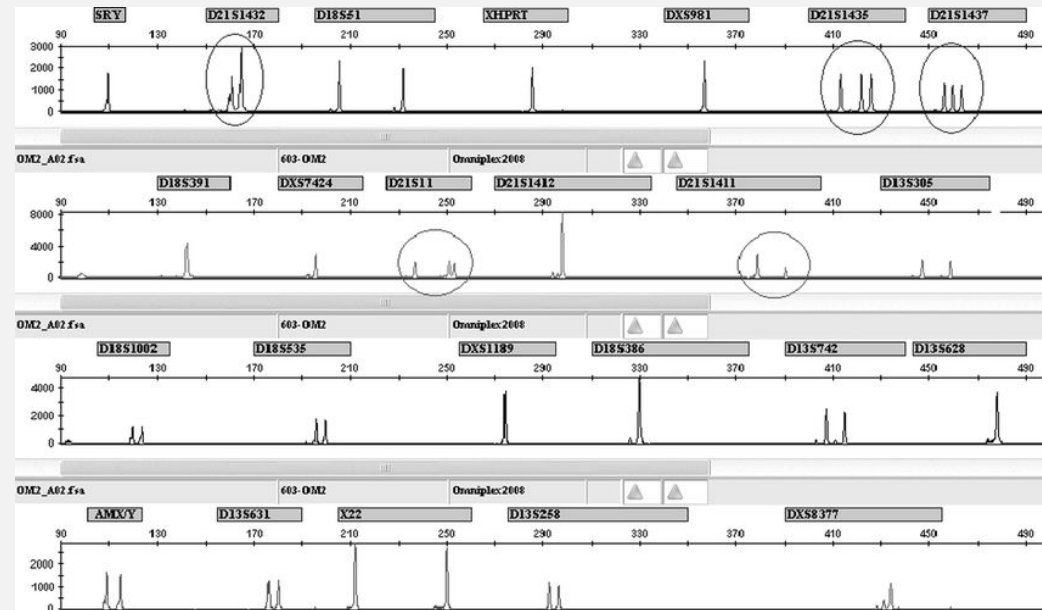 SRY D21S1432 D18S51 XHPRT DXS981 D21S1435 D21S1437
90 130 170 210 250 290 330 370 410 450 490
3000
2000
1000
0
OM2_A02.fsa 603-OM2 Omniplex2008
D18S391 DXS7424 D21S11 D21S1412 D21S1411 D13S305
90 130 170 210 250 290 330 370 410 450 490
8000
4000
0
OM2_A02.fsa 603-OM2 Omniplex2008
D18S1002 D18S535 DXS1189 D18S386 D13S742 D13S628
90 130 170 210 250 290 330 370 410 450 490
4000
2000
0
OM2_A02.fsa 603-OM2 Omniplex2008
AMX/Y D13S631 X22 D13S258 DXS8377
90 130 170 210 250 290 330 370 410 450 490
2000
1000
0